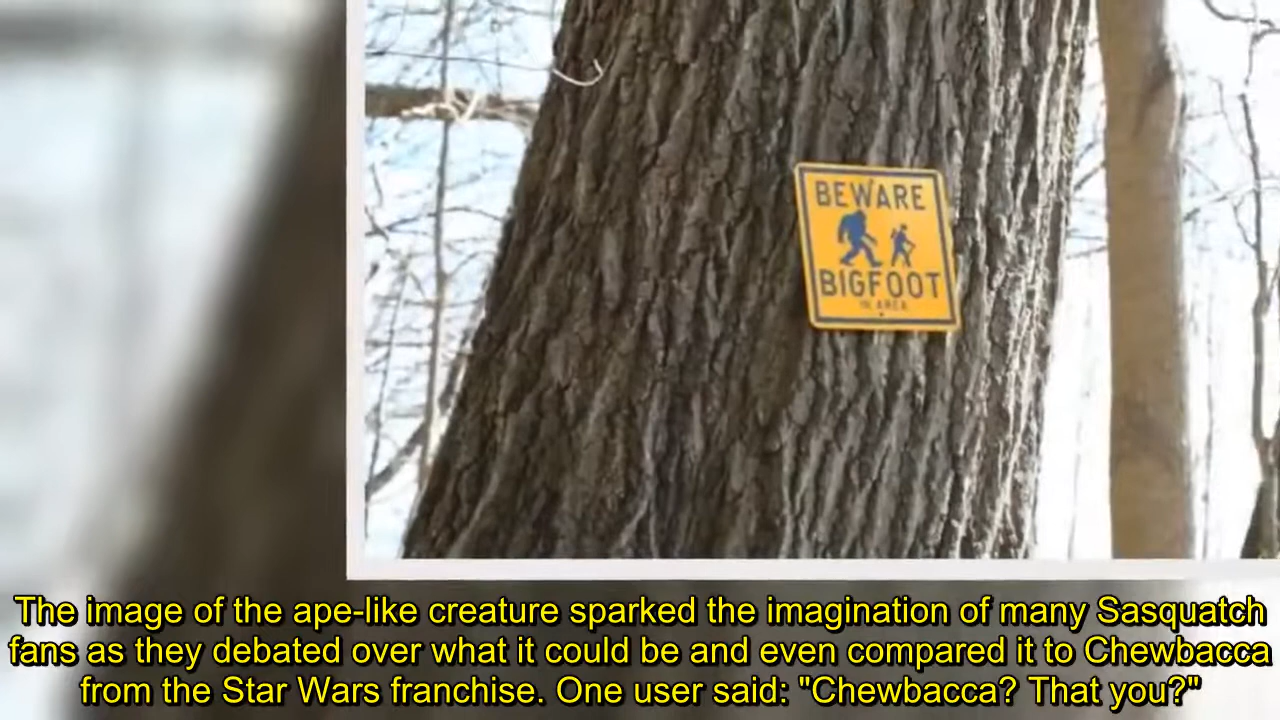 BEWARE
BIGFOOT
IN AREA
The image of the ape-like creature sparked the imagination of many Sasquatch
fans as they debated over what it could be and even compared it to Chewbacca
from the Star Wars franchise. One user said: "Chewbacca? That you?"